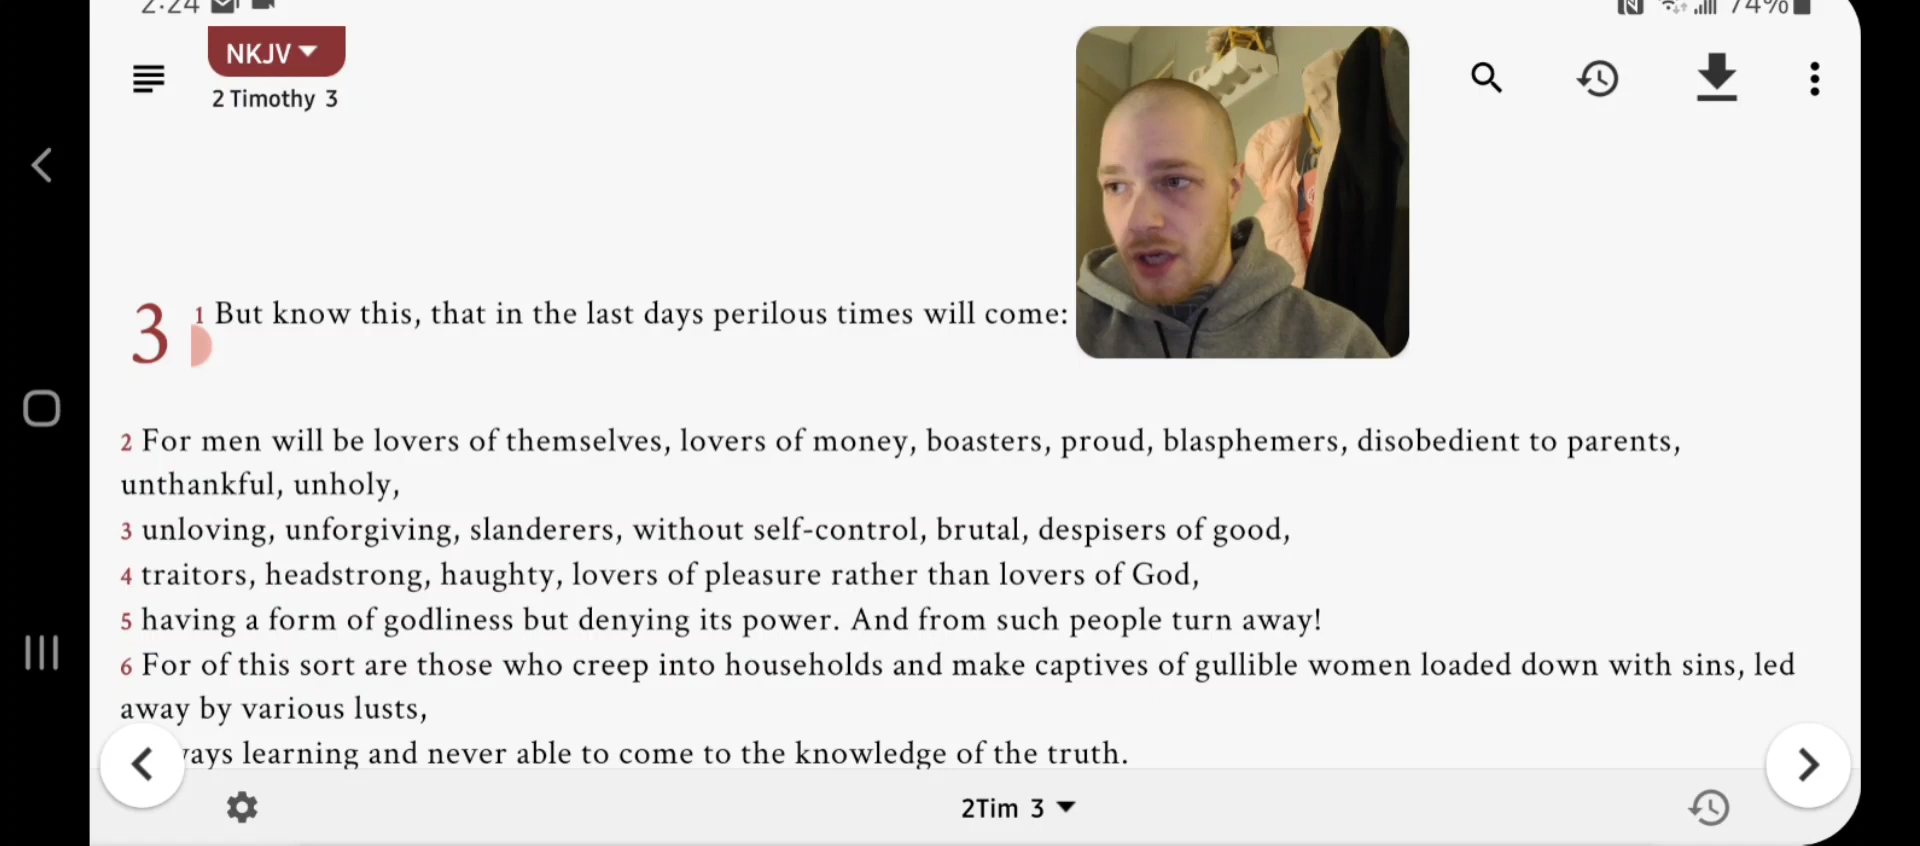 2:24
74%
NKJV
2 Timothy 3
3
1 But know this, that in the last days perilous times will come:
2 For men will be lovers of themselves, lovers of money, boasters, proud, blasphemers, disobedient to parents,
unthankful, unholy,
3 unloving, unforgiving, slanderers, without self-control, brutal, despisers of good,
4 traitors, headstrong, haughty, lovers of pleasure rather than lovers of God,
5 having a form of godliness but denying its power. And from such people turn away!
6 For of this sort are those who creep into households and make captives of gullible women loaded down with sins, led
away by various lusts,
ways learning and never able to come to the knowledge of the truth.
2Tim 3